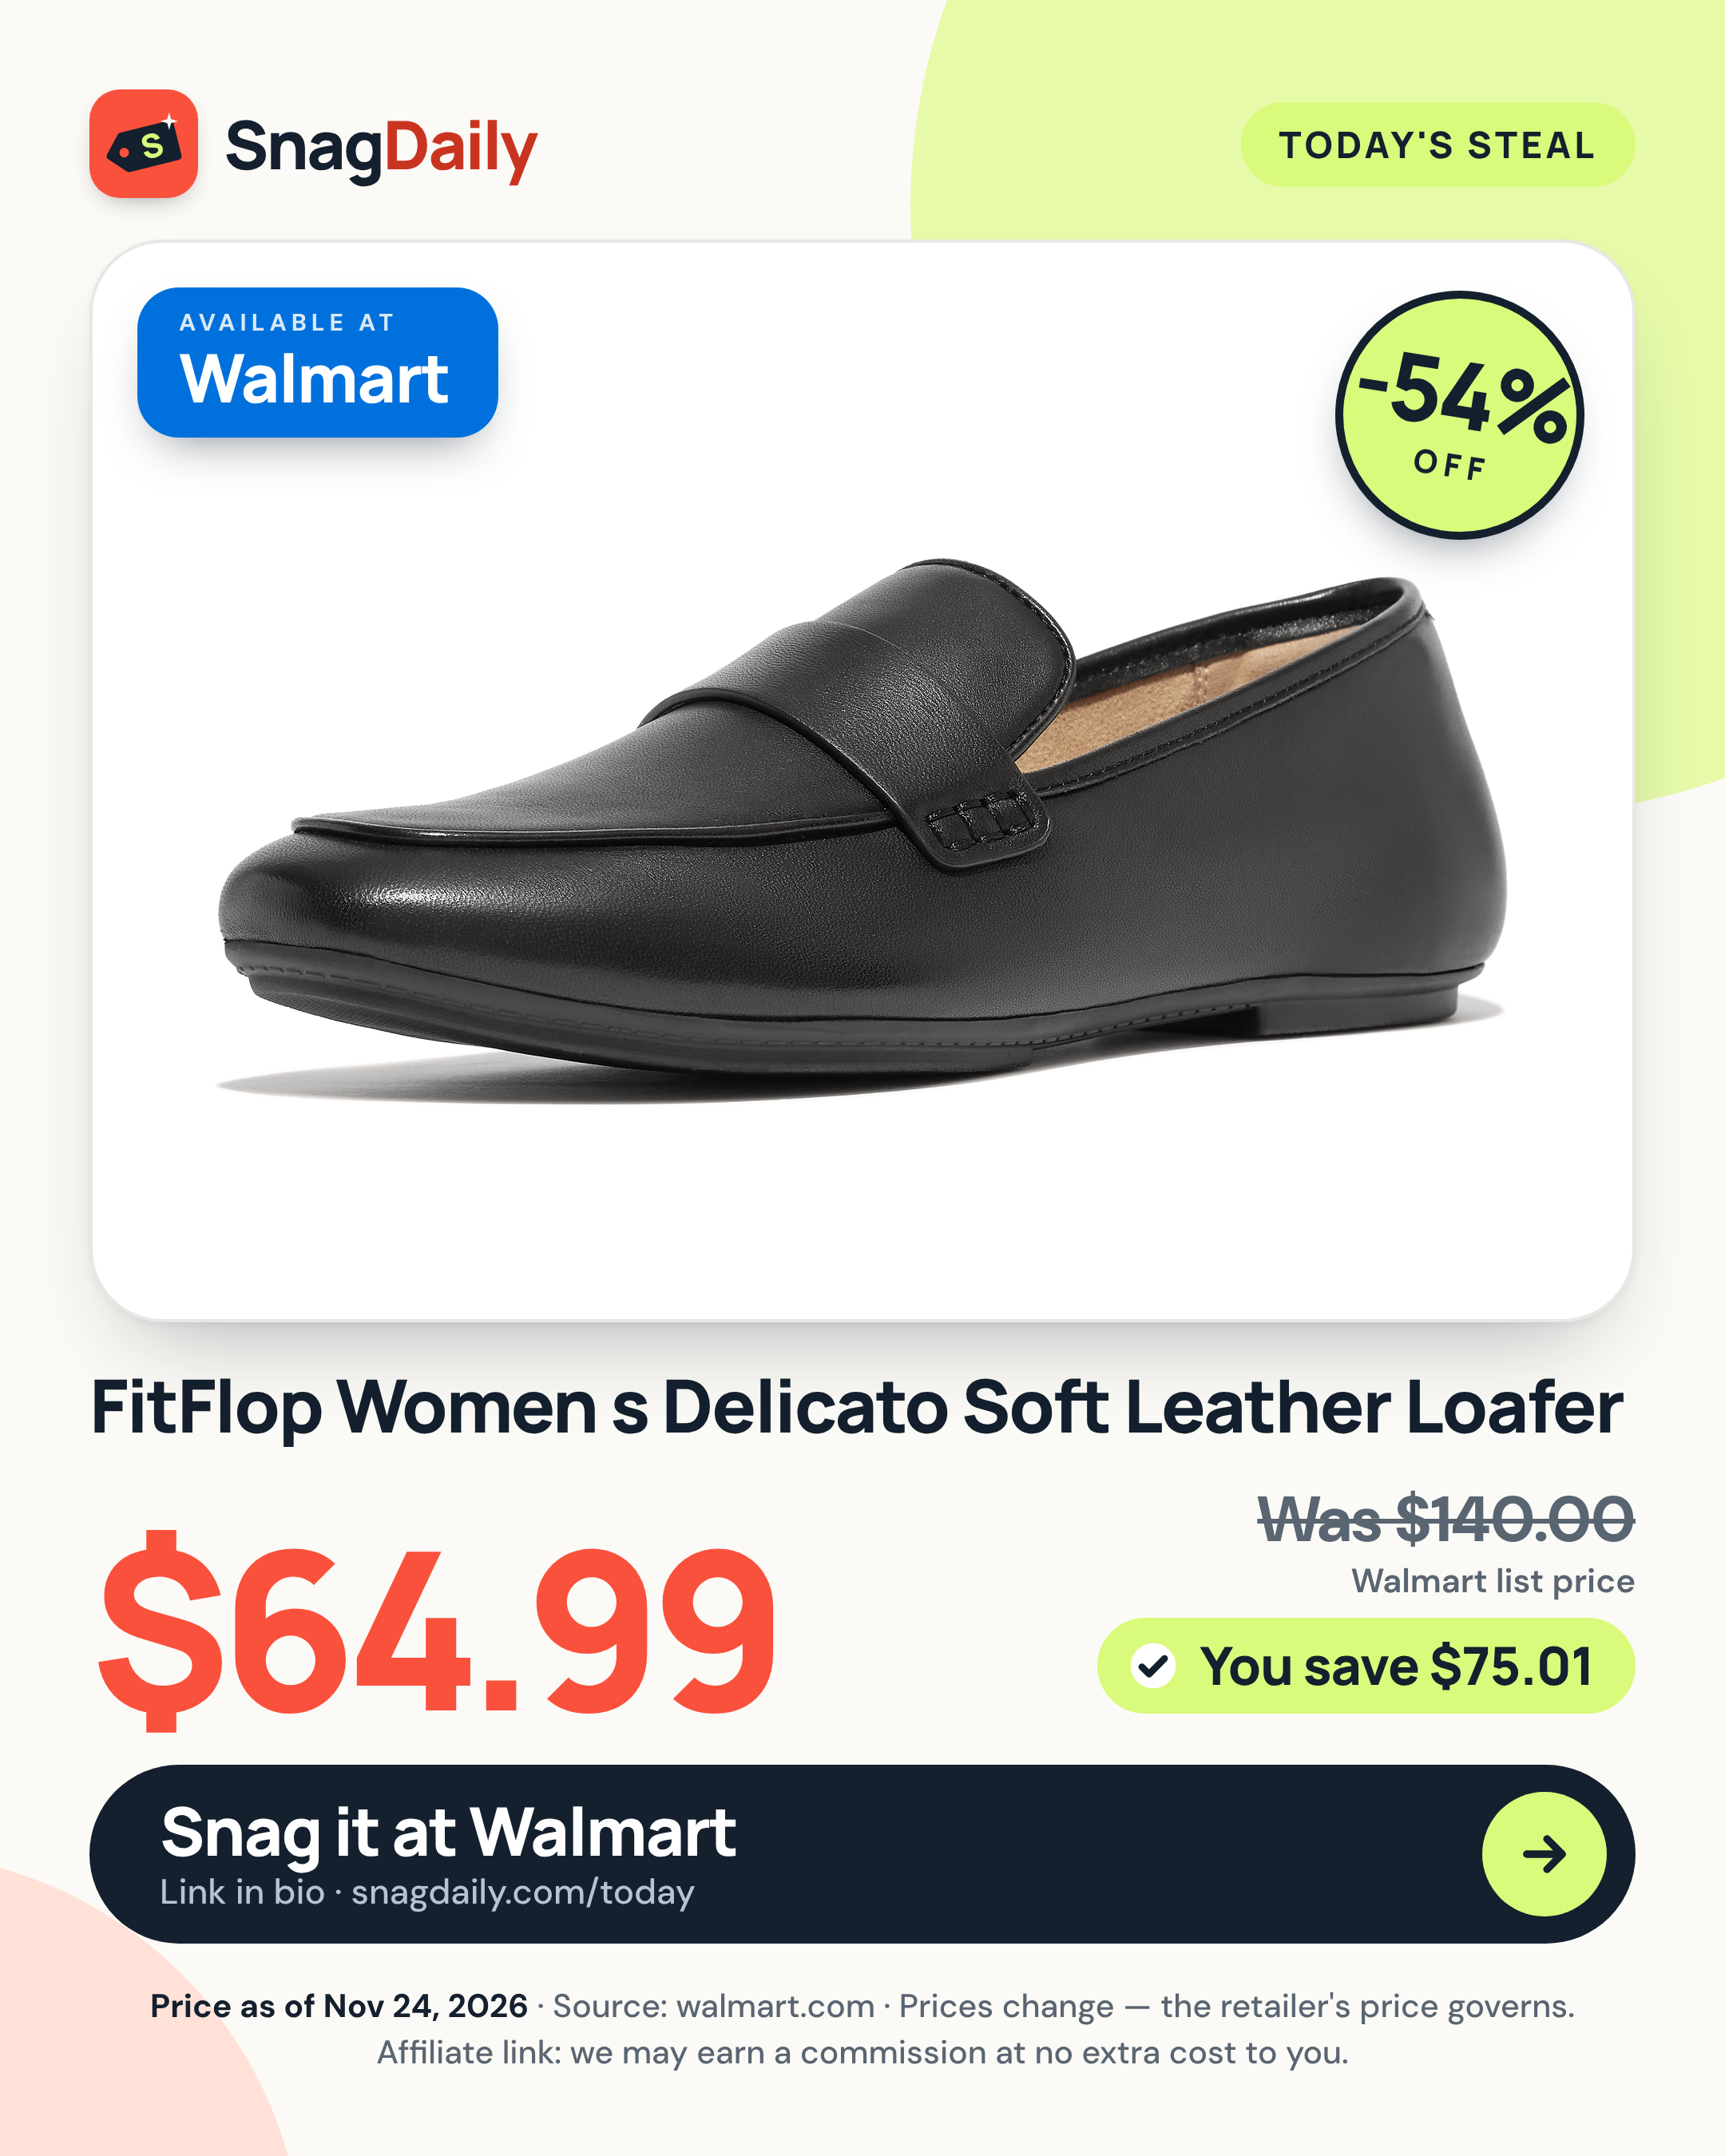 S
SnagDaily
TODAY'S STEAL
AVAILABLE AT
Walmart
-54%
OFF
FitFlop Women s Delicato Soft Leather Loafer
$64.99
Was $140.00
Walmart list price
You save $75.01
Snag it at Walmart
Link in bio · snagdaily.com/today
Price as of Nov 24, 2026 · Source: walmart.com · Prices change — the retailer's price governs.
Affiliate link: we may earn a commission at no extra cost to you.